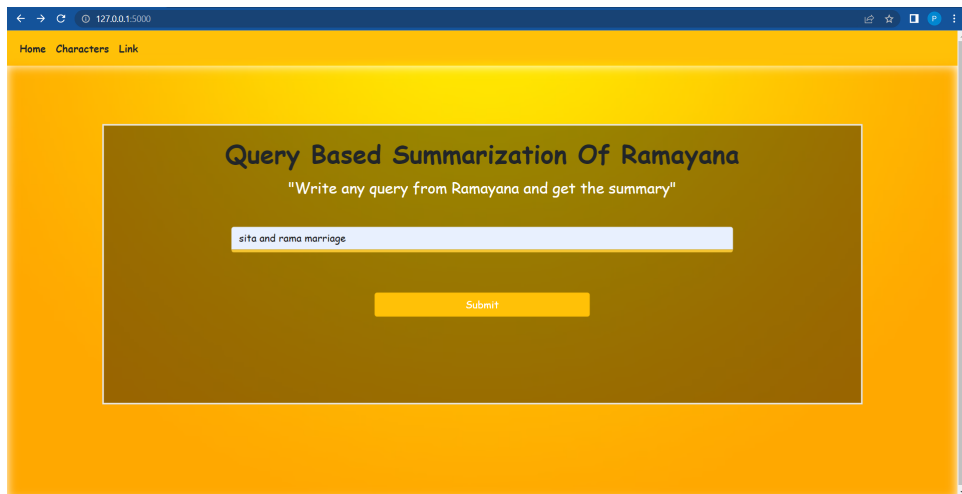 127.0.0.1:5000
P
Home Characters Link
Query Based Summarization Of Ramayana
"Write any query from Ramayana and get the summary"
sita and rama marriage
Submit